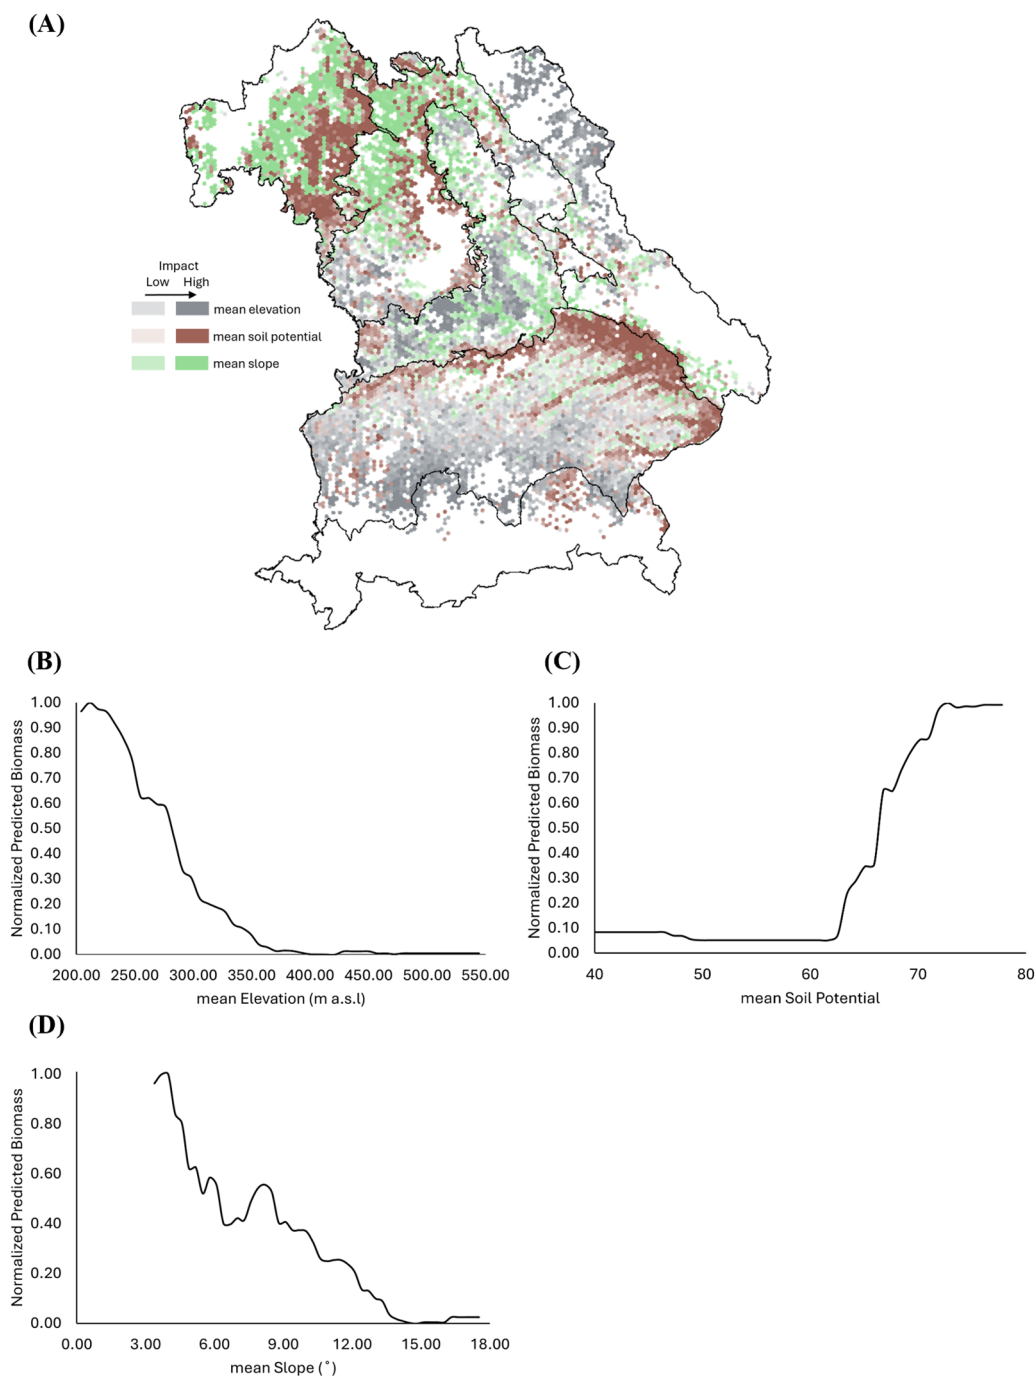 (A)
Impact
Low High
mean elevation
mean soil potential
mean slope
(B)
Normalized Predicted Biomass
1.00
0.90
0.80
0.70
0.60
0.50
0.40
0.30
0.20
0.10
0.00
200.00 250.00 300.00 350.00 400.00 450.00 500.00 550.00
mean Elevation (m a.s.l)
(C)
Normalized Predicted Biomass
1.00
0.90
0.80
0.70
0.60
0.50
0.40
0.30
0.20
0.10
0.00
40 50 60 70 80
mean Soil Potential
(D)
Normalized Predicted Biomass
1.00
0.80
0.60
0.40
0.20
0.00
0.00 3.00 6.00 9.00 12.00 15.00 18.00
mean Slope (˚)